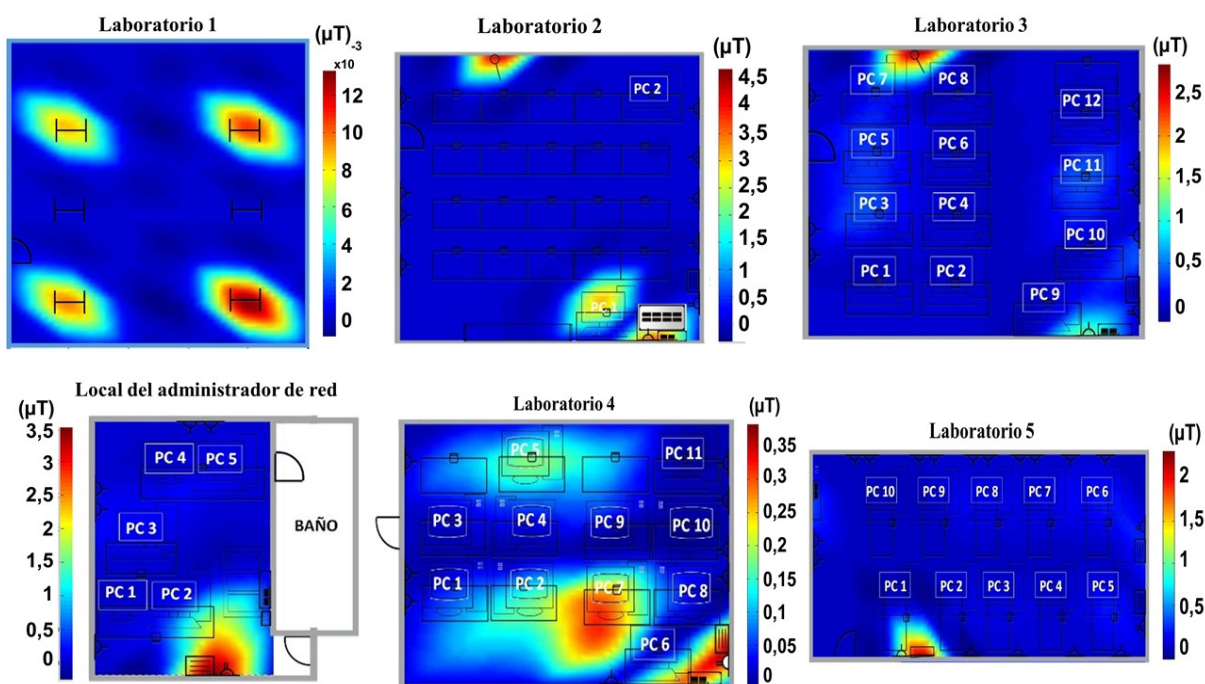 Laboratorio 1
(µT)
x10 -3
12
10
8
6
4
2
0
Laboratorio 2
(µT)
PC 2
PC 1
4,5
4
3,5
3
2,5
2
1,5
1
0,5
0
Laboratorio 3
(µT)
PC 7
PC 8
PC 12
PC 5
PC 6
PC 11
PC 3
PC 4
PC 10
PC 1
PC 2
PC 9
2,5
2
1,5
1
0,5
0
Local del administrador de red
(µT)
3,5
3
2,5
2
1,5
1
0,5
0
PC 4
PC 5
PC 3
PC 1
PC 2
BAÑO
Laboratorio 4
(µT)
PC 5
PC 11
PC 3
PC 4
PC 9
PC 10
PC 1
PC 2
PC 7
PC 8
PC 6
0,35
0,3
0,25
0,2
0,15
0,1
0,05
0
Laboratorio 5
(µT)
PC 10
PC 9
PC 8
PC 7
PC 6
PC 1
PC 2
PC 3
PC 4
PC 5
2
1,5
1
0,5
0